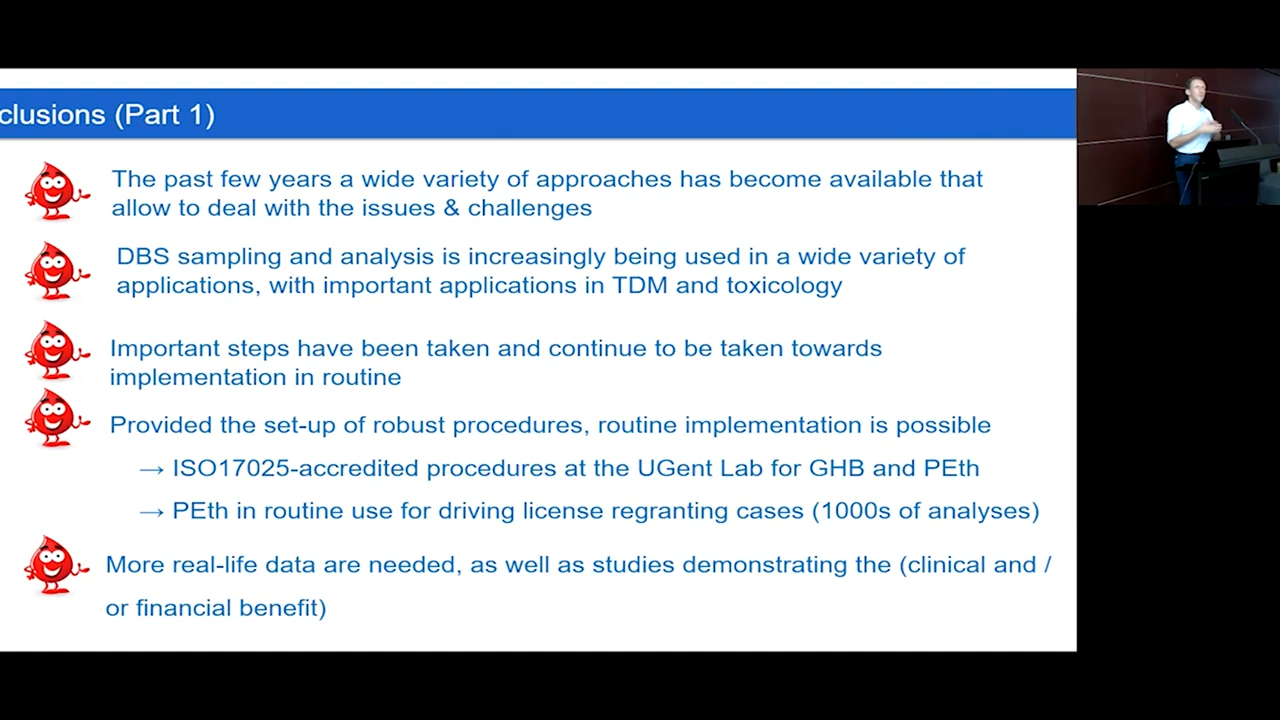 clusions (Part 1)
The past few years a wide variety of approaches has become available that
allow to deal with the issues & challenges
DBS sampling and analysis is increasingly being used in a wide variety of
applications, with important applications in TDM and toxicology
Important steps have been taken and continue to be taken towards
implementation in routine
Provided the set-up of robust procedures, routine implementation is possible
→ ISO17025-accredited procedures at the UGent Lab for GHB and PEth
→ PEth in routine use for driving license regranting cases (1000s of analyses)
More real-life data are needed, as well as studies demonstrating the (clinical and /
or financial benefit)